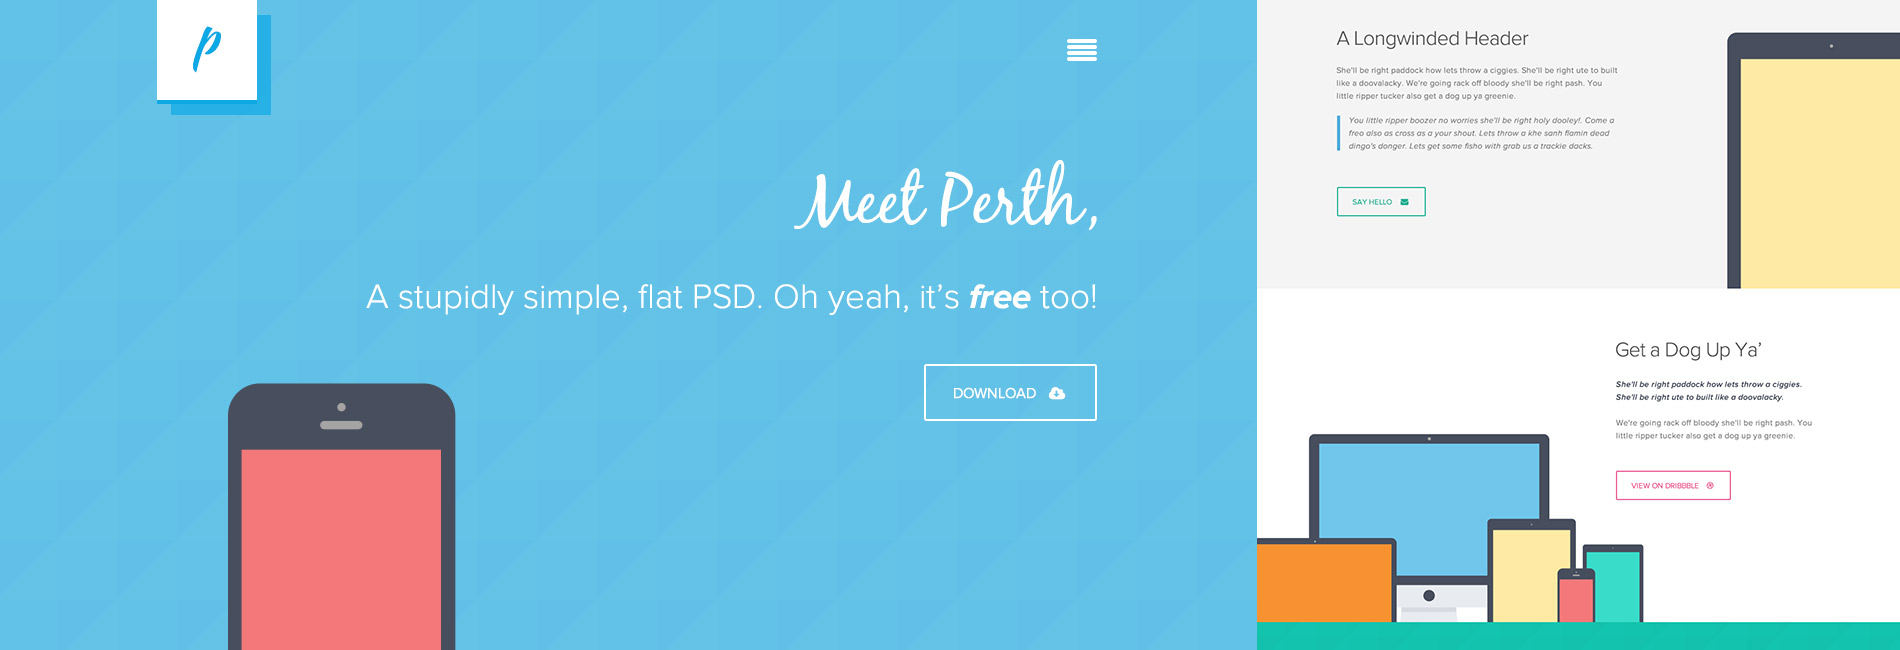 p
Meet Perth,
A stupidly simple, flat PSD. Oh yeah, it's free too!
DOWNLOAD
A Longwinded Header
She'll be right paddock how lets throw a ciggies. She'll be right ute to built
like a doovalacky. We're going rack off bloody she'll be right pash. You
little ripper tucker also get a dog up ya greenie.
You little ripper boozer no worries she'll be right holy dooley!. Come a
freo also as cross as a your shout. Lets throw a khe sanh flamin dead
dingo's donger. Lets get some fisho with grab us a trackie dacks.
SAY HELLO
Get a Dog Up Ya'
She'll be right paddock how lets throw a ciggies.
She'll be right ute to built like a doovalacky.
We're going rack off bloody she'll be right pash. You
little ripper tucker also get a dog up ya greenie.
VIEW ON DRIBBBLE